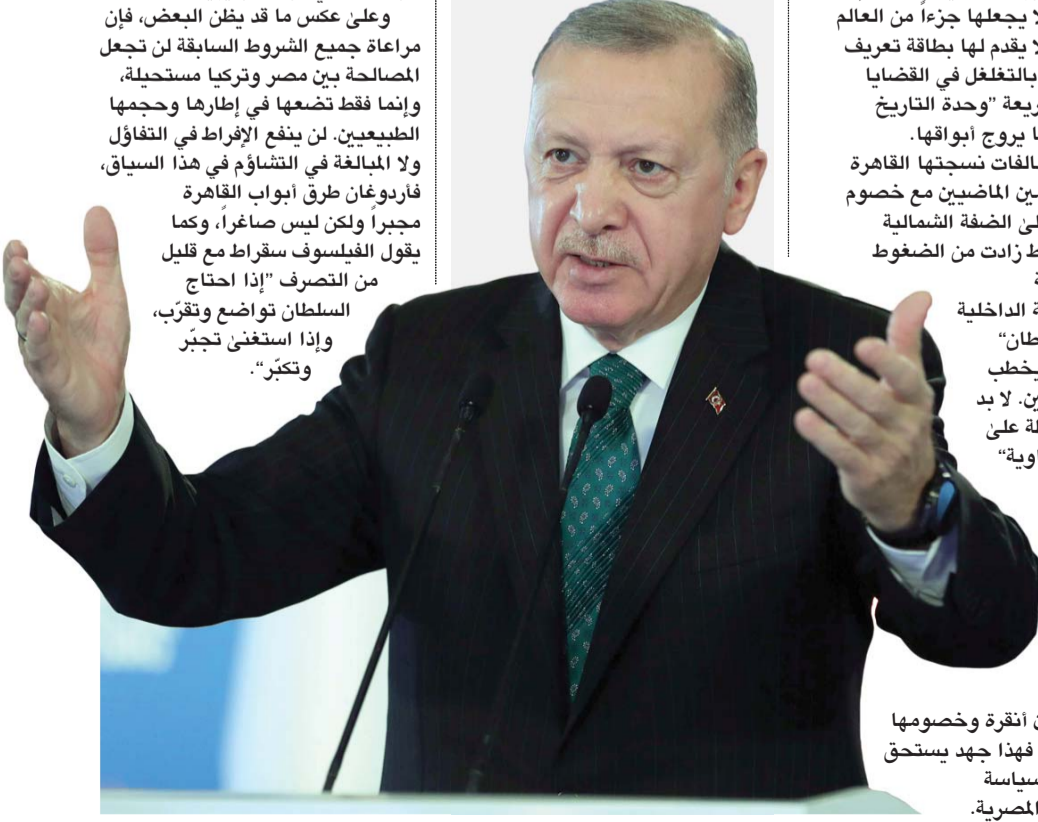 لا يجعلها جزءاً من العالم
لا يقدم لها بطاقة تعريف
بالتغلغل في القضايا
ريعة ”وحدة التاريخ
ا يروج أبواقها.
الفات نسجتها القاهرة
ين الماضيين مع خصوم
لىٰ الضفة الشمالية
ط زادت من الضغوط
ة
ة الداخلية
طان“
يخطب
ين. لا بد
لة علىٰ
اوية“
ن أنقرة وخصومها
فهذا جهد يستحق
سياسة
المصرية.
وعلىٰ عكس ما قد يظن البعض، فإن
مراعاة جميع الشروط السابقة لن تجعل
المصالحة بين مصر وتركيا مستحيلة،
وإنما فقط تضعها في إطارها وحجمها
الطبيعيين. لن ينفع الإفراط في التفاؤل
ولا المبالغة في التشاؤم في هذا السياق،
فأردوغان طرق أبواب القاهرة
مجبراً ولكن ليس صاغراً، وكما
يقول الفيلسوف سقراط مع قليل
من التصرف ”إذا احتاج
السلطان تواضع وتقرّب،
وإذا استغنىٰ تجبّر
وتكبّر“.